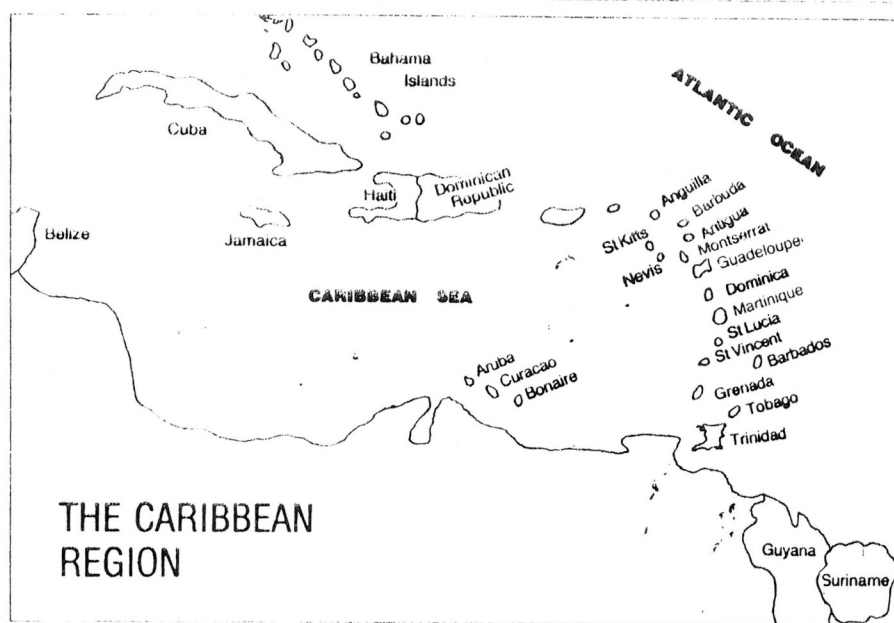 Bahama
Islands
ATLANTIC OCEAN
Cuba
Haiti
Dominican
Republic
Anguilla
Barbuda
Belize
Jamaica
St Kitts
Antigua
Montserrat
Nevis
Guadeloupe
CARIBBEAN SEA
Dominica
Martinique
St Lucia
St Vincent
Barbados
Aruba
Curacao
Bonaire
Grenada
Tobago
Trinidad
THE CARIBBEAN
REGION
Guyana
Suriname